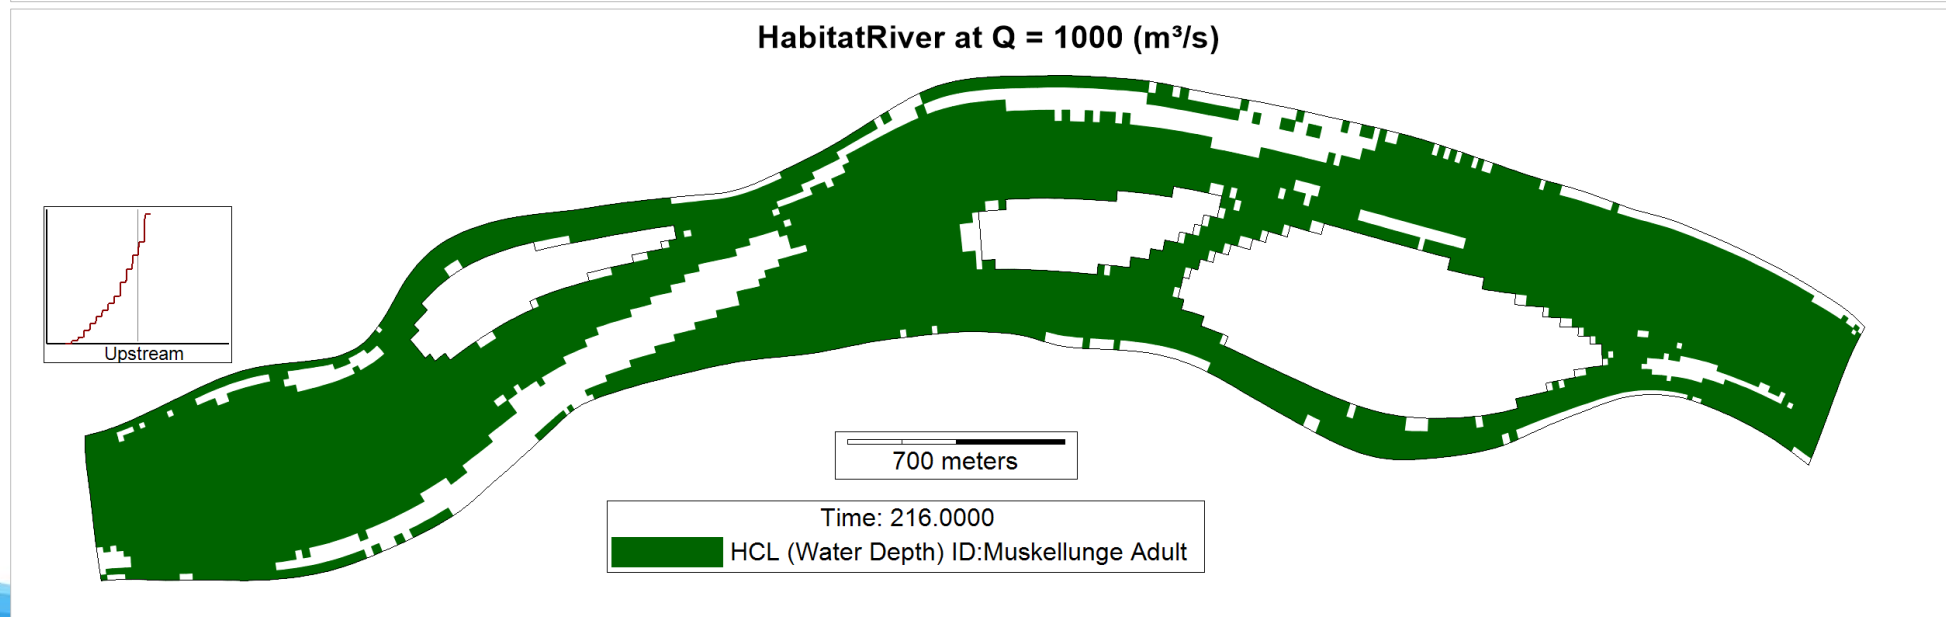 HabitatRiver at Q = 1000 (m³/s)
Upstream
700 meters
Time: 216.0000
HCL (Water Depth) ID:Muskellunge Adult